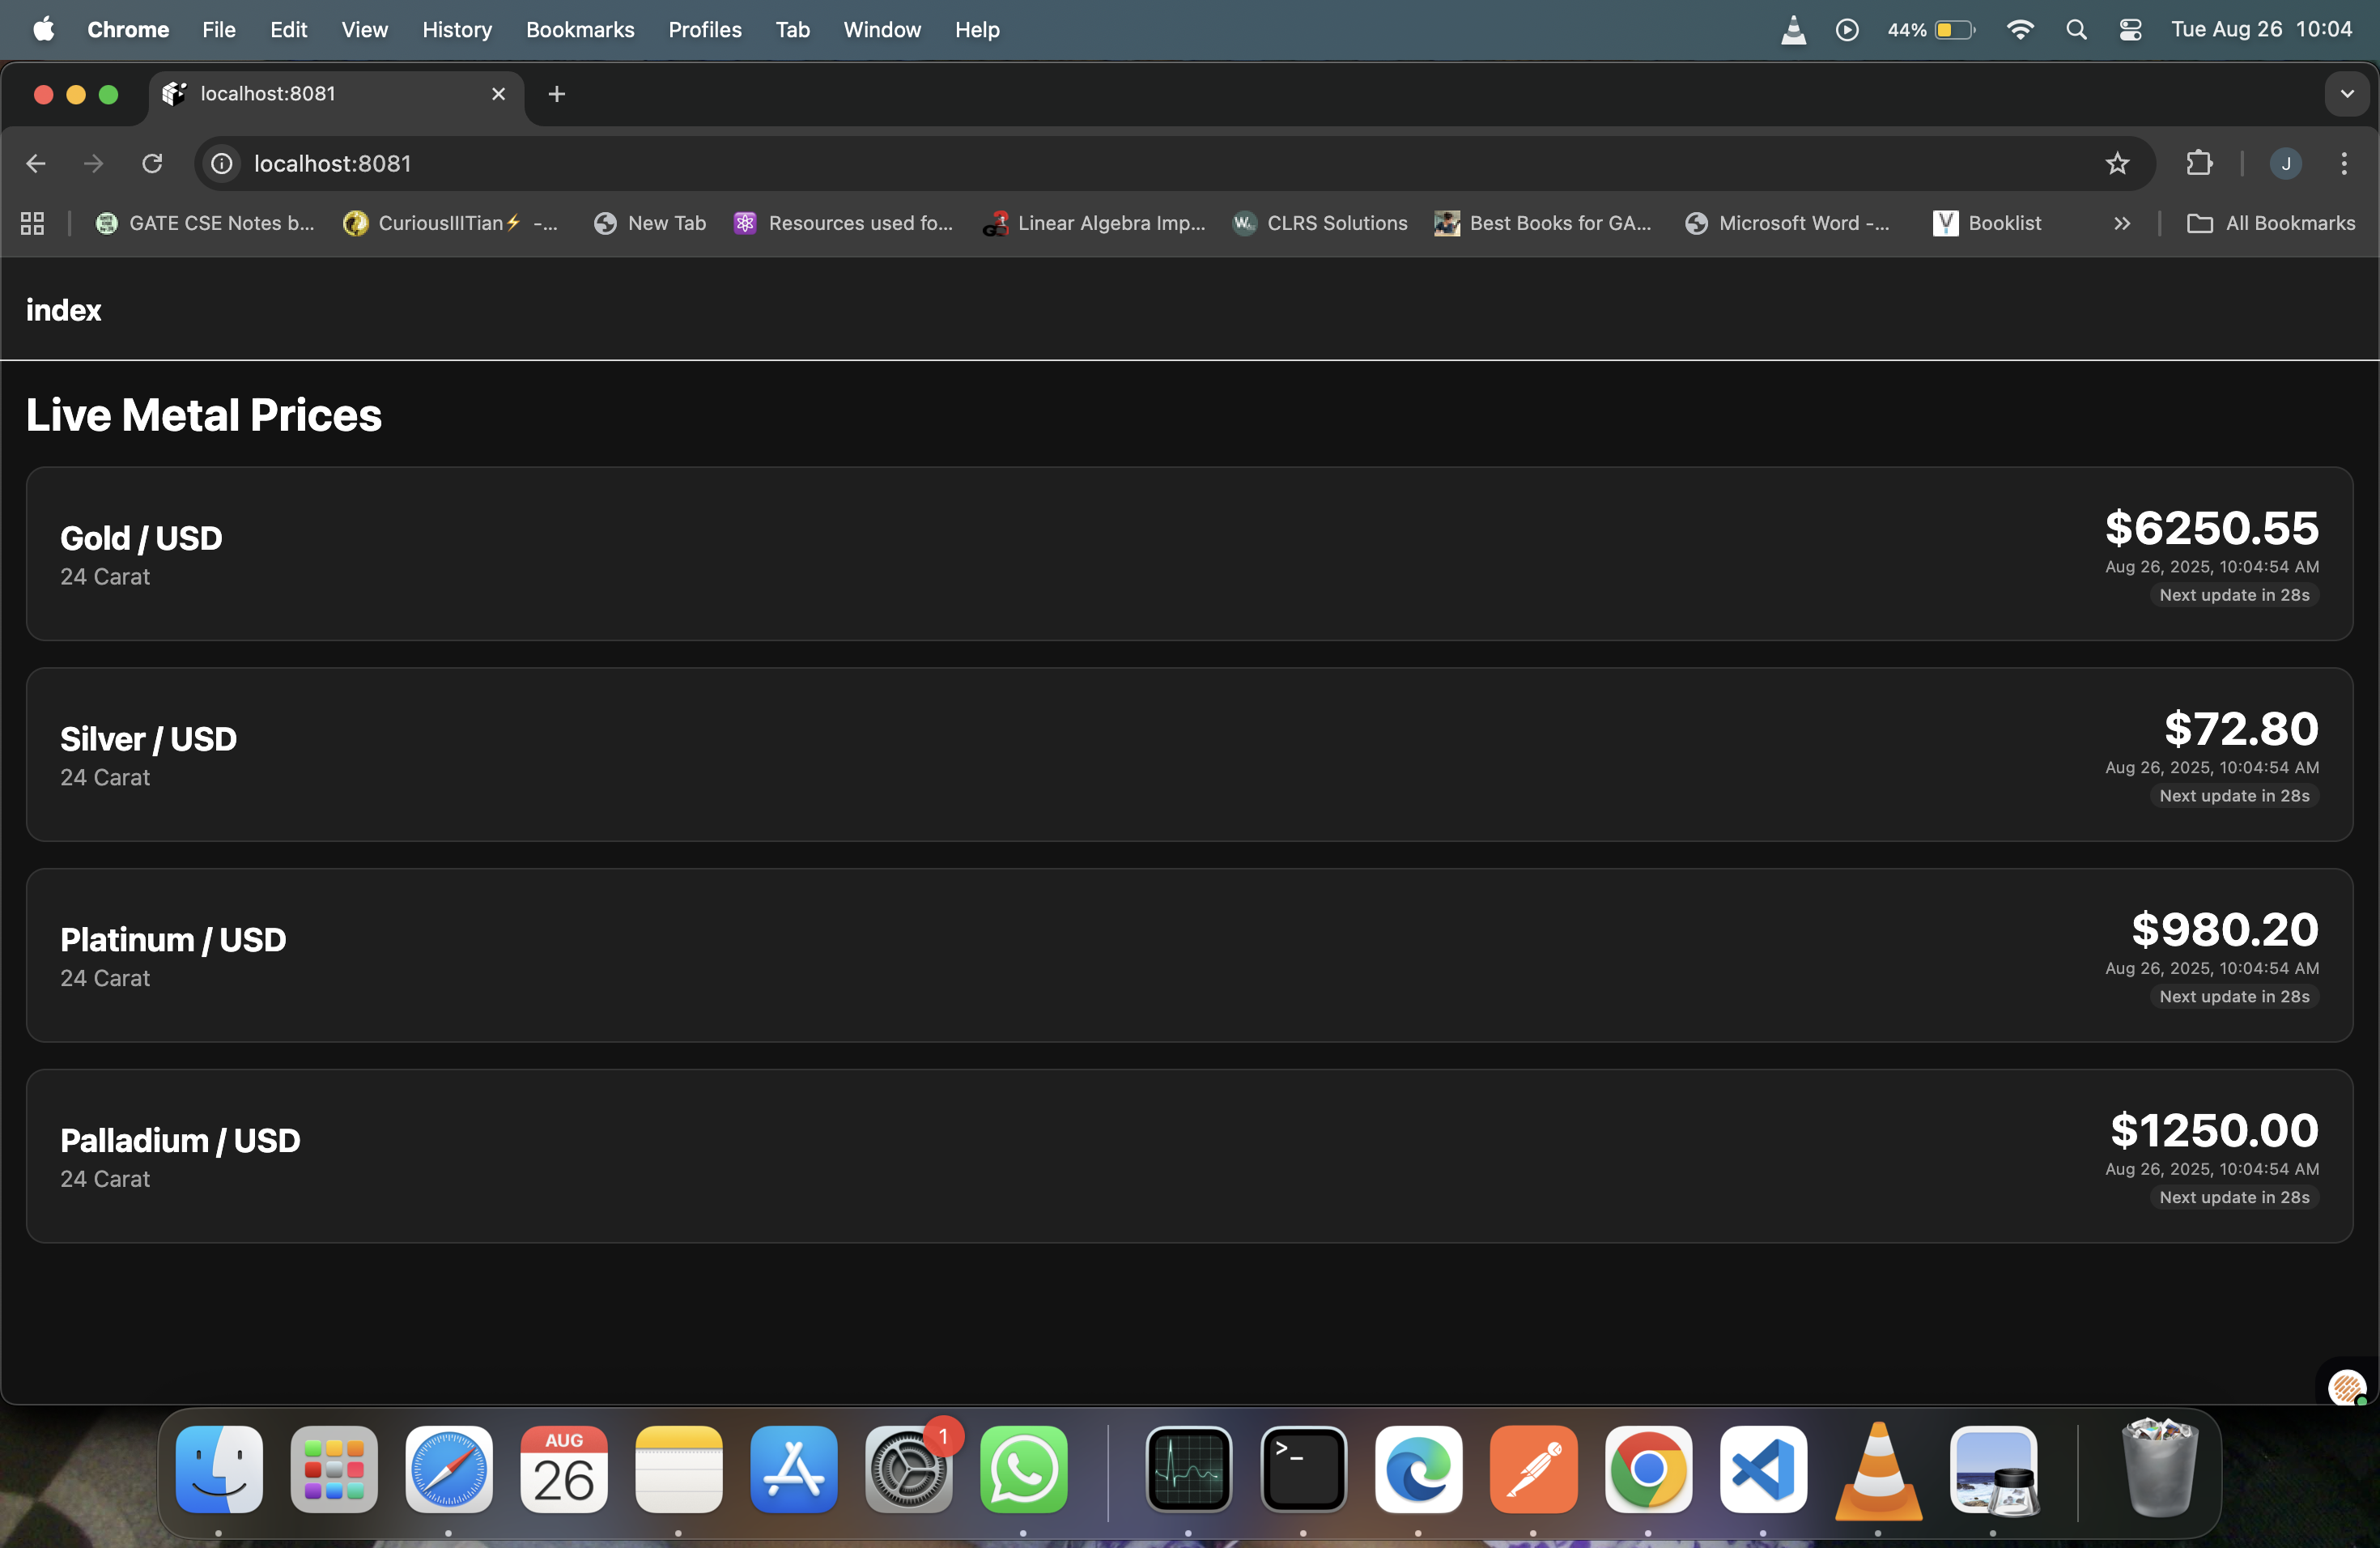 Chrome File Edit View History Bookmarks Profiles Tab Window Help 44% Tue Aug 26 10:04
localhost:8081
localhost:8081 J
GATE CSE Notes b... CuriousIIITian⚡ -... New Tab Resources used fo... Linear Algebra Imp... CLRS Solutions Best Books for GA... Microsoft Word -... Booklist All Bookmarks
index
Live Metal Prices
Gold / USD
24 Carat
$6250.55
Aug 26, 2025, 10:04:54 AM
Next update in 28s
Silver / USD
24 Carat
$72.80
Aug 26, 2025, 10:04:54 AM
Next update in 28s
Platinum / USD
24 Carat
$980.20
Aug 26, 2025, 10:04:54 AM
Next update in 28s
Palladium / USD
24 Carat
$1250.00
Aug 26, 2025, 10:04:54 AM
Next update in 28s
AUG
26
1